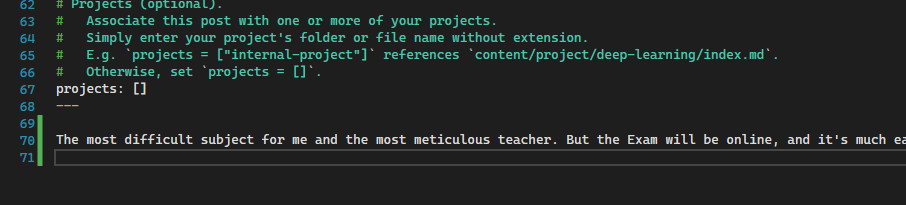 62 # Projects (optional).
63 #   Associate this post with one or more of your projects.
64 #   Simply enter your project's folder or file name without extension.
65 #   E.g. `projects = ["internal-project"]` references `content/project/deep-learning/index.md`.
66 #   Otherwise, set `projects = []`.
67 projects: []
68 ---
69
70 The most difficult subject for me and the most meticulous teacher. But the Exam will be online, and it's much ea
71